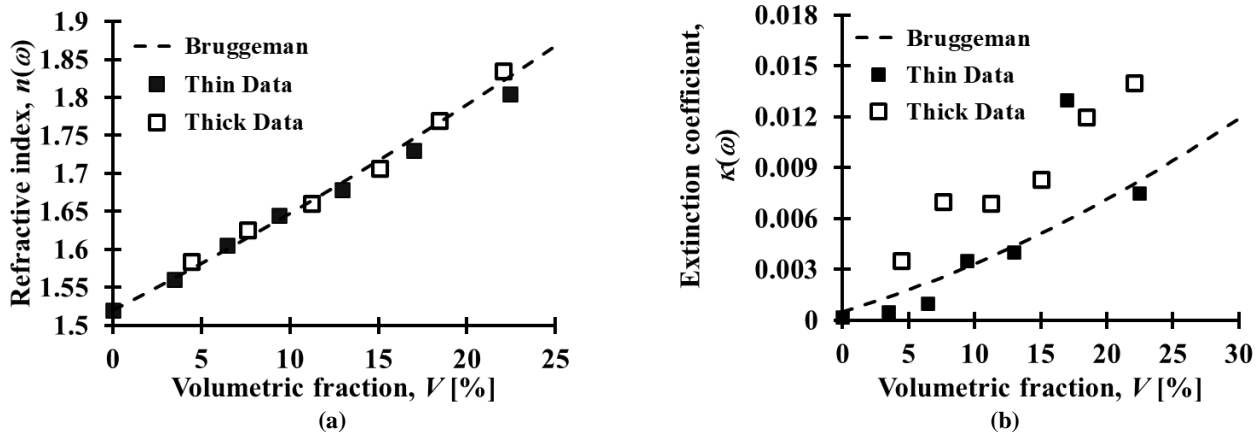 1.9
1.85
1.8
1.75
1.7
1.65
1.6
1.55
1.5
Refractive index, n(ω)
Bruggeman
Thin Data
Thick Data
0 5 10 15 20 25
Volumetric fraction, V [%]
(a)
0.018
0.015
0.012
0.009
0.006
0.003
0
Extinction coefficient,
κ(ω)
Bruggeman
Thin Data
Thick Data
0 5 10 15 20 25 30
Volumetric fraction, V [%]
(b)